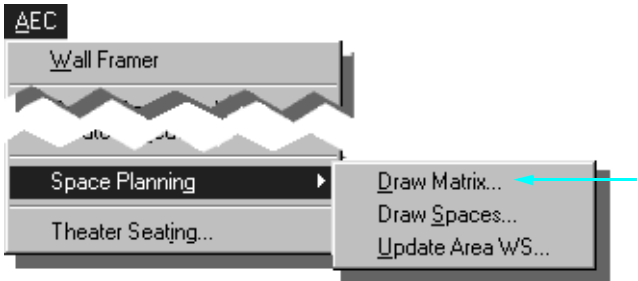 AEC
Wall Framer
Space Planning
Draw Matrix...
Draw Spaces...
Update Area WS...
Theater Seating...